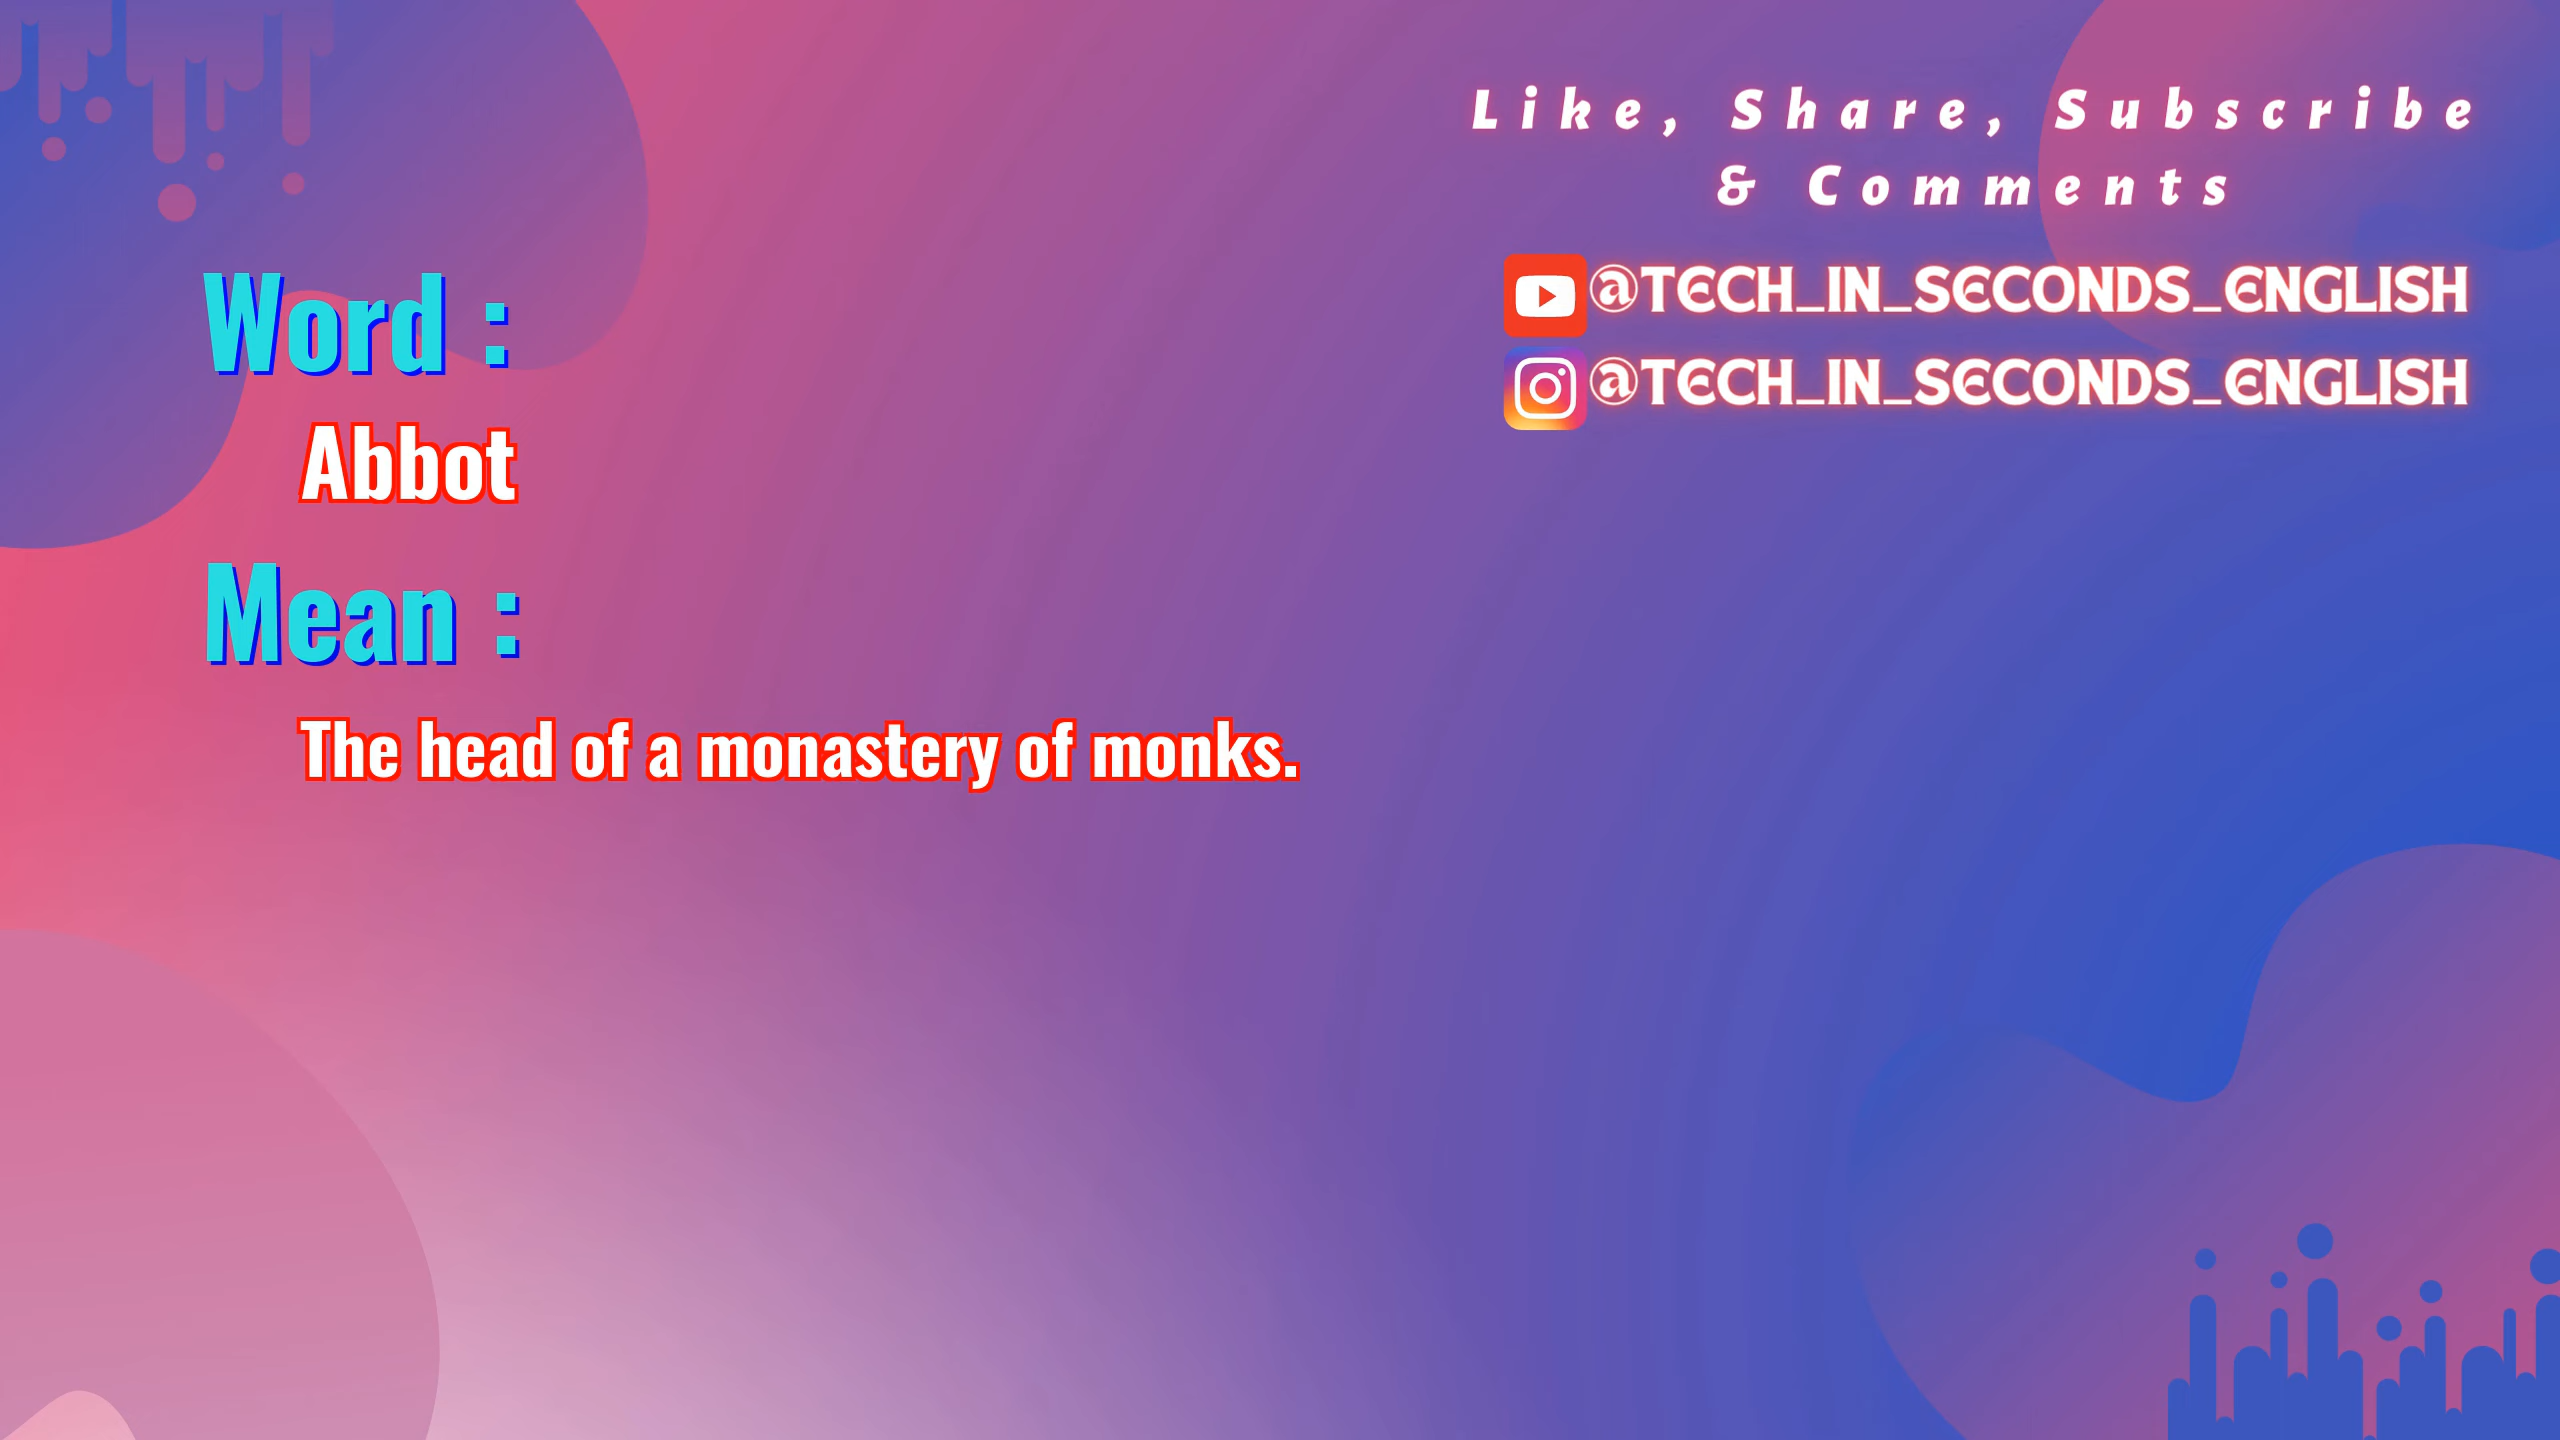 Like, Share, Subscribe
& Comments
@TECH_IN_SECONDS_ENGLISH
@TECH_IN_SECONDS_ENGLISH
Word :
Abbot
Mean :
The head of a monastery of monks.